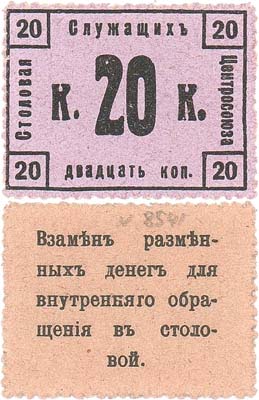 20 Служащихъ 20
Столовая
К. 20 К.
Центросоюза
20 двадцать коп. 20
Взамѣнъ размѣн-
ныхъ денегъ для
внутренняго обра-
щенія въ столо-
вой.